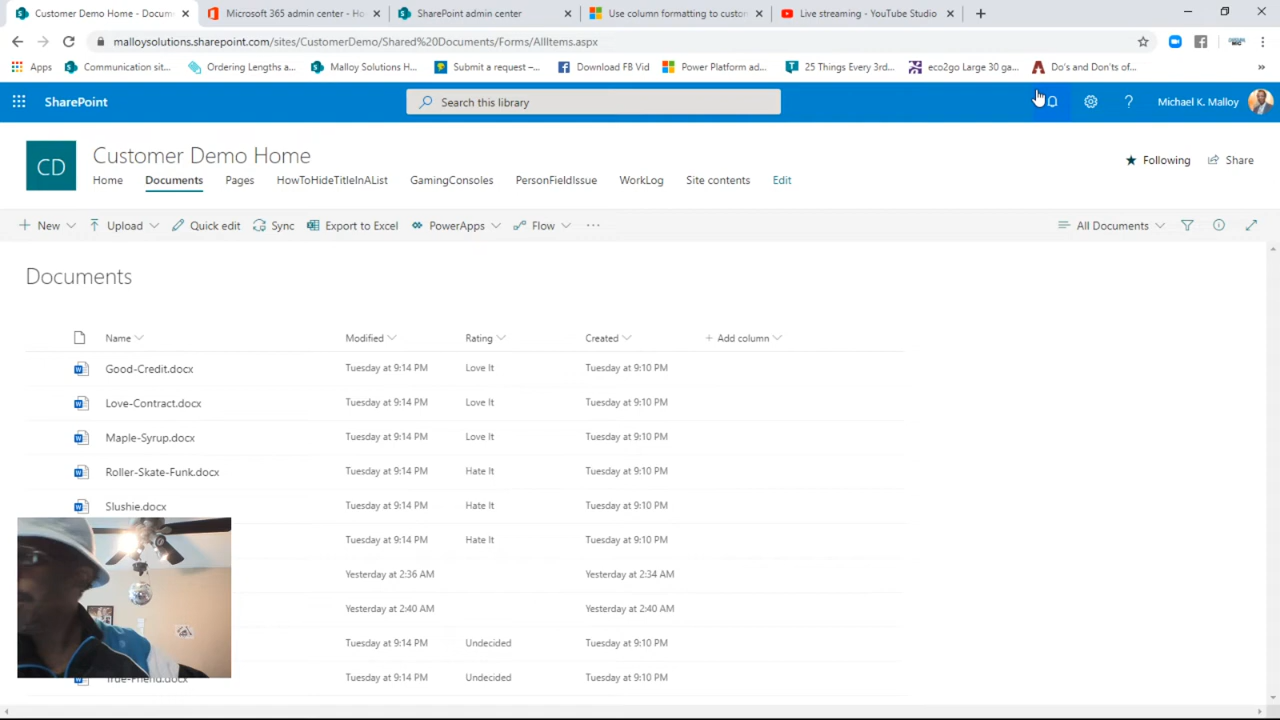 Customer Demo Home - Docum
Microsoft 365 admin center - Ho
SharePoint admin center
Use column formatting to custor
Live streaming - YouTube Studio
malloysolutions.sharepoint.com/sites/CustomerDemo/Shared%20Documents/Forms/AllItems.aspx
Apps
Communication sit...
Ordering Lengths a...
Malloy Solutions H...
Submit a request –...
Download FB Vid
Power Platform ad...
25 Things Every 3rd...
eco2go Large 30 ga...
Do's and Don'ts of...
»
SharePoint
Search this library
Michael K. Malloy
CD
Customer Demo Home
Following
Share
Home
Documents
Pages
HowToHideTitleInAList
GamingConsoles
PersonFieldIssue
WorkLog
Site contents
Edit
New
Upload
Quick edit
Sync
Export to Excel
PowerApps
Flow
...
All Documents
Documents
Name Modified Rating Created + Add column
Good-Credit.docx Tuesday at 9:14 PM Love It Tuesday at 9:10 PM
Love-Contract.docx Tuesday at 9:14 PM Love It Tuesday at 9:10 PM
Maple-Syrup.docx Tuesday at 9:14 PM Love It Tuesday at 9:10 PM
Roller-Skate-Funk.docx Tuesday at 9:14 PM Hate It Tuesday at 9:10 PM
Slushie.docx Tuesday at 9:14 PM Hate It Tuesday at 9:10 PM
Tuesday at 9:14 PM Hate It Tuesday at 9:10 PM
Yesterday at 2:36 AM Yesterday at 2:34 AM
Yesterday at 2:40 AM Yesterday at 2:40 AM
Tuesday at 9:14 PM Undecided Tuesday at 9:10 PM
True-Friend.docx Tuesday at 9:14 PM Undecided Tuesday at 9:10 PM